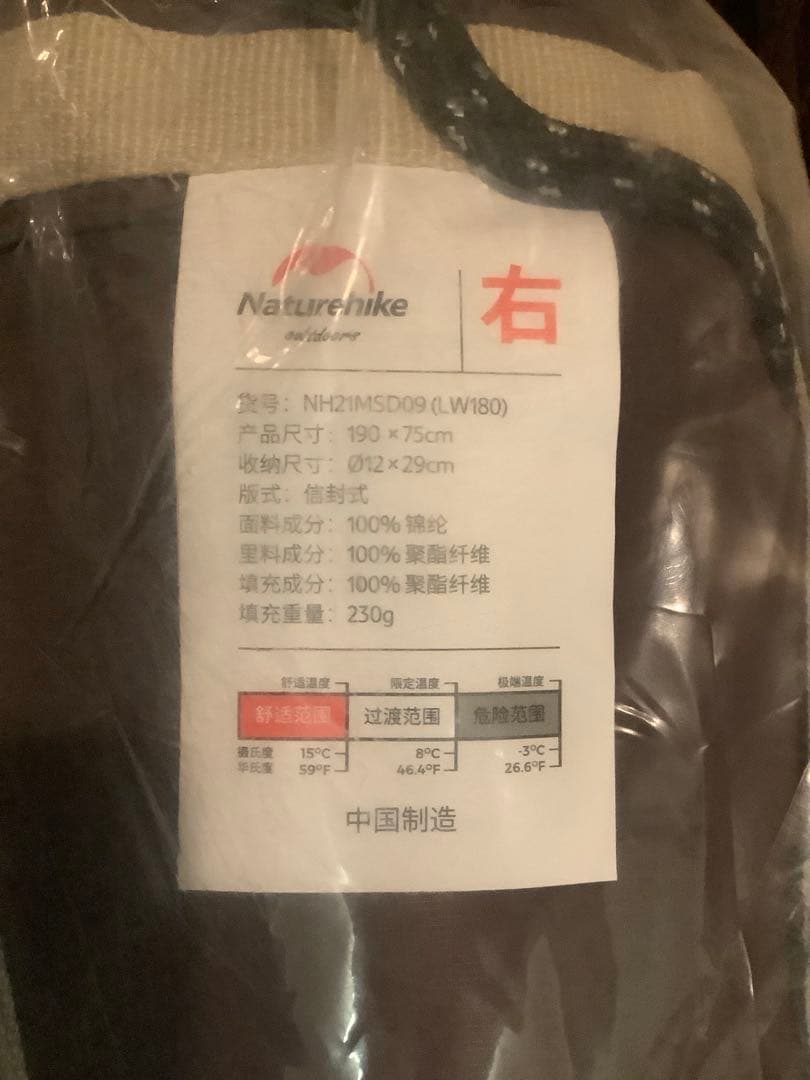 Naturehike
outdoors
右
货号: NH21MSD09 (LW180)
产品尺寸: 190×75cm
收纳尺寸: Ø12×29cm
版式: 信封式
面料成分: 100% 锦纶
里料成分: 100% 聚酯纤维
填充成分: 100% 聚酯纤维
填充重量: 230g
舒适温度 限定温度 极端温度
舒适范围 过渡范围 危险范围
摄氏度 15°C 8°C -3°C
华氏度 59°F 46.4°F 26.6°F
中国制造